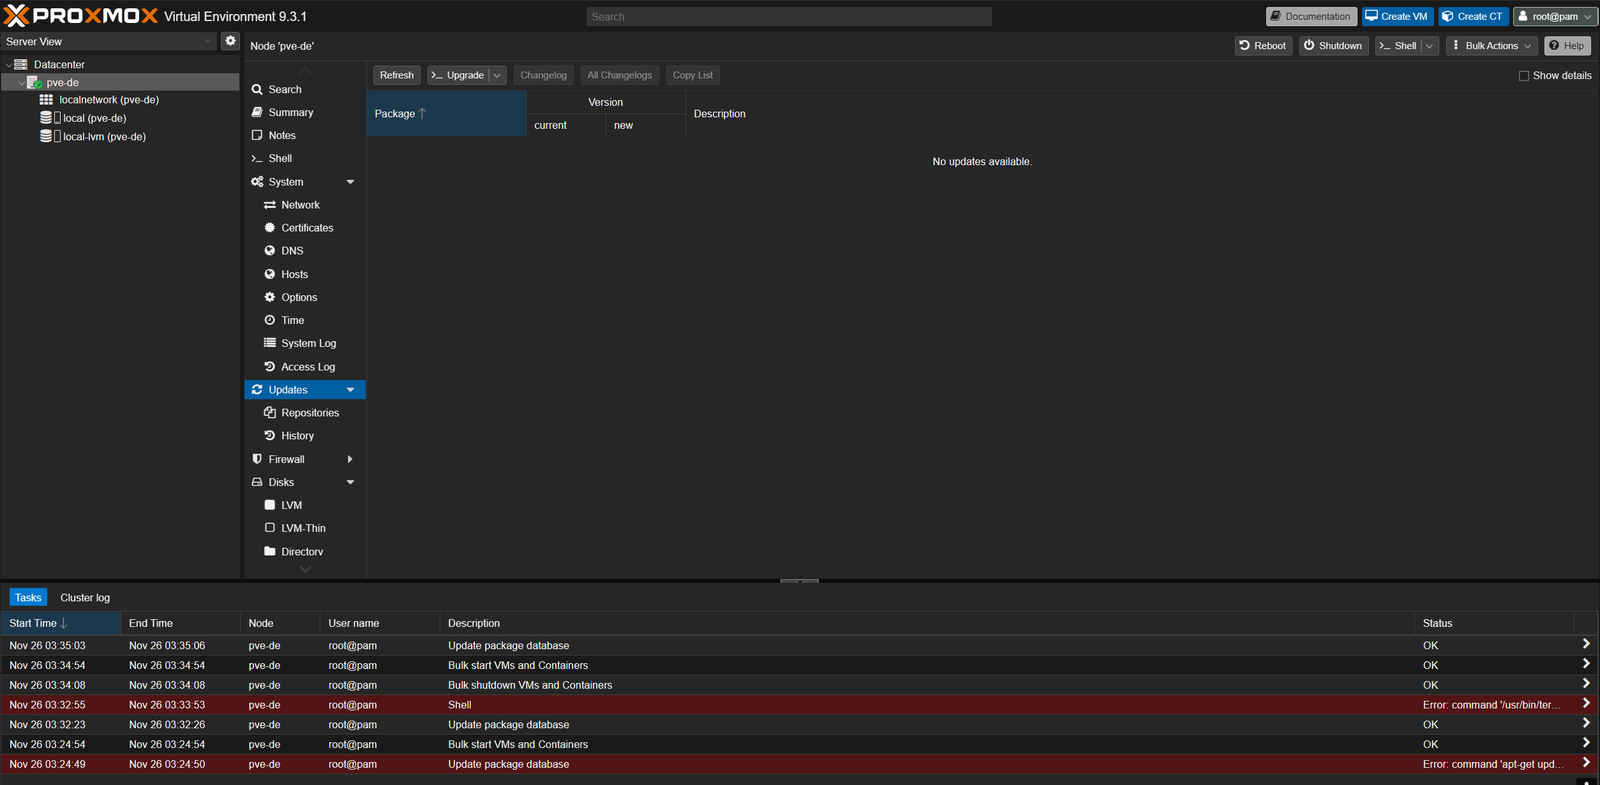 PROXMOX Virtual Environment 9.3.1 Search Documentation Create VM Create CT root@pam
Server View Node 'pve-de' Reboot Shutdown Shell Bulk Actions Help
Datacenter
pve-de
localnetwork (pve-de)
local (pve-de)
local-lvm (pve-de)
Search
Summary
Notes
Shell
System
Network
Certificates
DNS
Hosts
Options
Time
System Log
Access Log
Updates
Repositories
History
Firewall
Disks
LVM
LVM-Thin
Directory
Refresh Upgrade Changelog All Changelogs Copy List Show details
Package Version Description
current new
No updates available.
Tasks Cluster log
Start Time End Time Node User name Description Status
Nov 26 03:35:03 Nov 26 03:35:06 pve-de root@pam Update package database OK
Nov 26 03:34:54 Nov 26 03:34:54 pve-de root@pam Bulk start VMs and Containers OK
Nov 26 03:34:08 Nov 26 03:34:08 pve-de root@pam Bulk shutdown VMs and Containers OK
Nov 26 03:32:55 Nov 26 03:33:53 pve-de root@pam Shell Error: command '/usr/bin/ter...
Nov 26 03:32:23 Nov 26 03:32:26 pve-de root@pam Update package database OK
Nov 26 03:24:54 Nov 26 03:24:54 pve-de root@pam Bulk start VMs and Containers OK
Nov 26 03:24:49 Nov 26 03:24:50 pve-de root@pam Update package database Error: command 'apt-get upd...